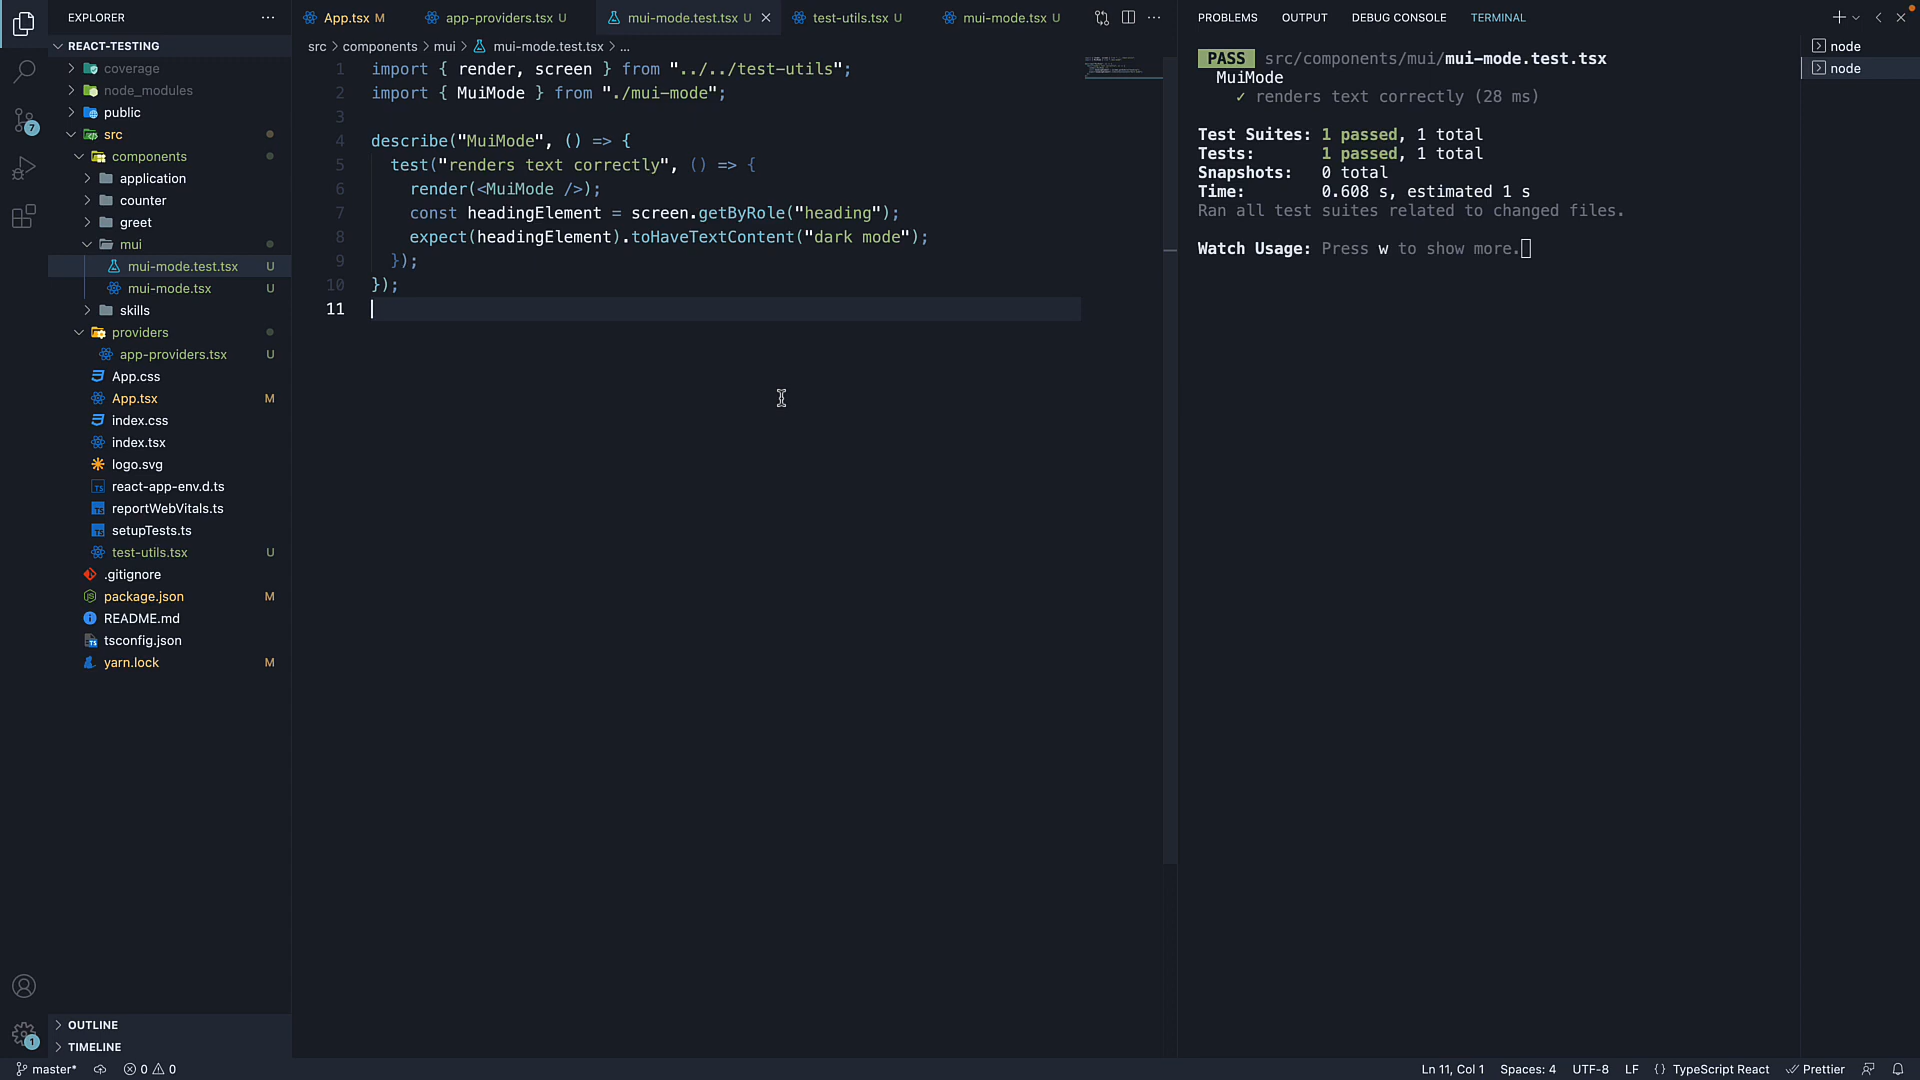 EXPLORER
REACT-TESTING
coverage
node_modules
public
src
components
application
counter
greet
mui
mui-mode.test.tsx U
mui-mode.tsx U
skills
providers
app-providers.tsx U
App.css
App.tsx M
index.css
index.tsx
logo.svg
react-app-env.d.ts
reportWebVitals.ts
setupTests.ts
test-utils.tsx U
.gitignore
package.json M
README.md
tsconfig.json
yarn.lock M
OUTLINE
TIMELINE
7
1
App.tsx M
app-providers.tsx U
mui-mode.test.tsx U
test-utils.tsx U
mui-mode.tsx U
src > components > mui > mui-mode.test.tsx > ...
1 import { render, screen } from "../../test-utils";
2 import { MuiMode } from "./mui-mode";
3
4 describe("MuiMode", () => {
5 test("renders text correctly", () => {
6 render(<MuiMode />);
7 const headingElement = screen.getByRole("heading");
8 expect(headingElement).toHaveTextContent("dark mode");
9 });
10 });
11
PROBLEMS OUTPUT DEBUG CONSOLE TERMINAL
PASS src/components/mui/mui-mode.test.tsx
MuiMode
✓ renders text correctly (28 ms)
Test Suites: 1 passed, 1 total
Tests: 1 passed, 1 total
Snapshots: 0 total
Time: 0.608 s, estimated 1 s
Ran all test suites related to changed files.
Watch Usage: Press w to show more.
node
node
master* 0 0
Ln 11, Col 1 Spaces: 4 UTF-8 LF {} TypeScript React Prettier